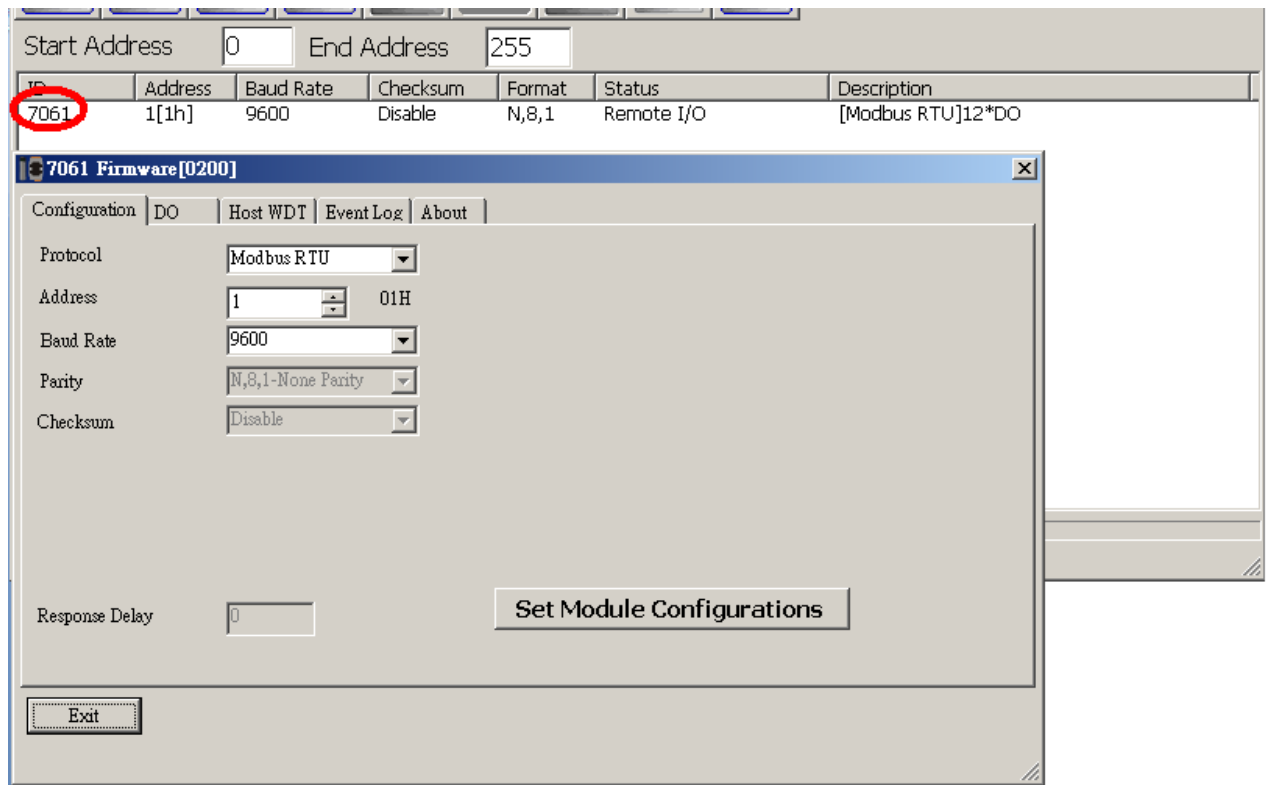 Start Address 0 End Address 255
ID Address Baud Rate Checksum Format Status Description
7061 1[1h] 9600 Disable N,8,1 Remote I/O [Modbus RTU]12*DO
7061 Firmware[0200]
Configuration DO Host WDT Event Log About
Protocol Modbus RTU
Address 1 01H
Baud Rate 9600
Parity N,8,1-None Parity
Checksum Disable
Response Delay 0 Set Module Configurations
Exit